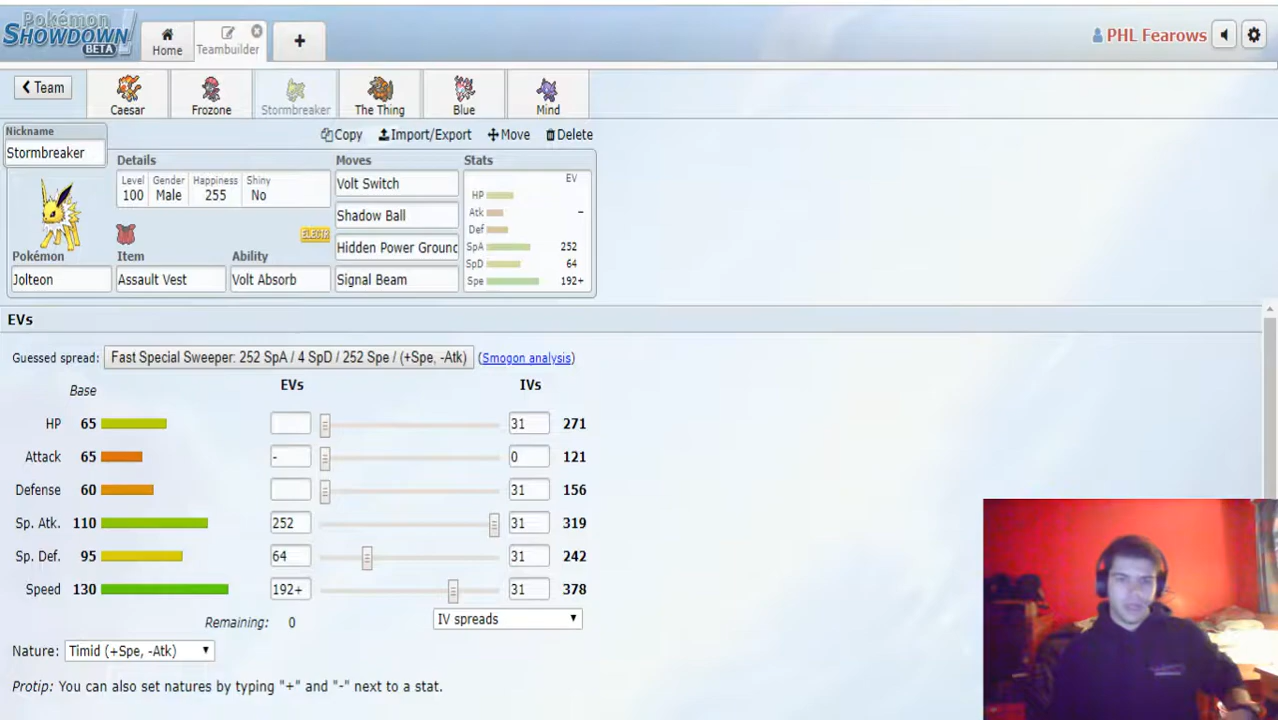 Pokémon
SHOWDOWN!
BETA
Home
Teambuilder
+
PHL Fearows
Team
Caesar
Frozone
Stormbreaker
The Thing
Blue
Mind
Nickname
Stormbreaker
Copy Import/Export Move Delete
Details
Level Gender Happiness Shiny
100 Male 255 No
ELECTR
Pokémon Item Ability
Jolteon Assault Vest Volt Absorb
Moves
Volt Switch
Shadow Ball
Hidden Power Ground
Signal Beam
Stats
EV
HP
Atk –
Def
SpA 252
SpD 64
Spe 192+
EVs
Guessed spread: Fast Special Sweeper: 252 SpA / 4 SpD / 252 Spe / (+Spe, -Atk) (Smogon analysis)
Base EVs IVs
HP 65 31 271
Attack 65 - 0 121
Defense 60 31 156
Sp. Atk. 110 252 31 319
Sp. Def. 95 64 31 242
Speed 130 192+ 31 378
Remaining: 0 IV spreads
Nature: Timid (+Spe, -Atk)
Protip: You can also set natures by typing "+" and "-" next to a stat.